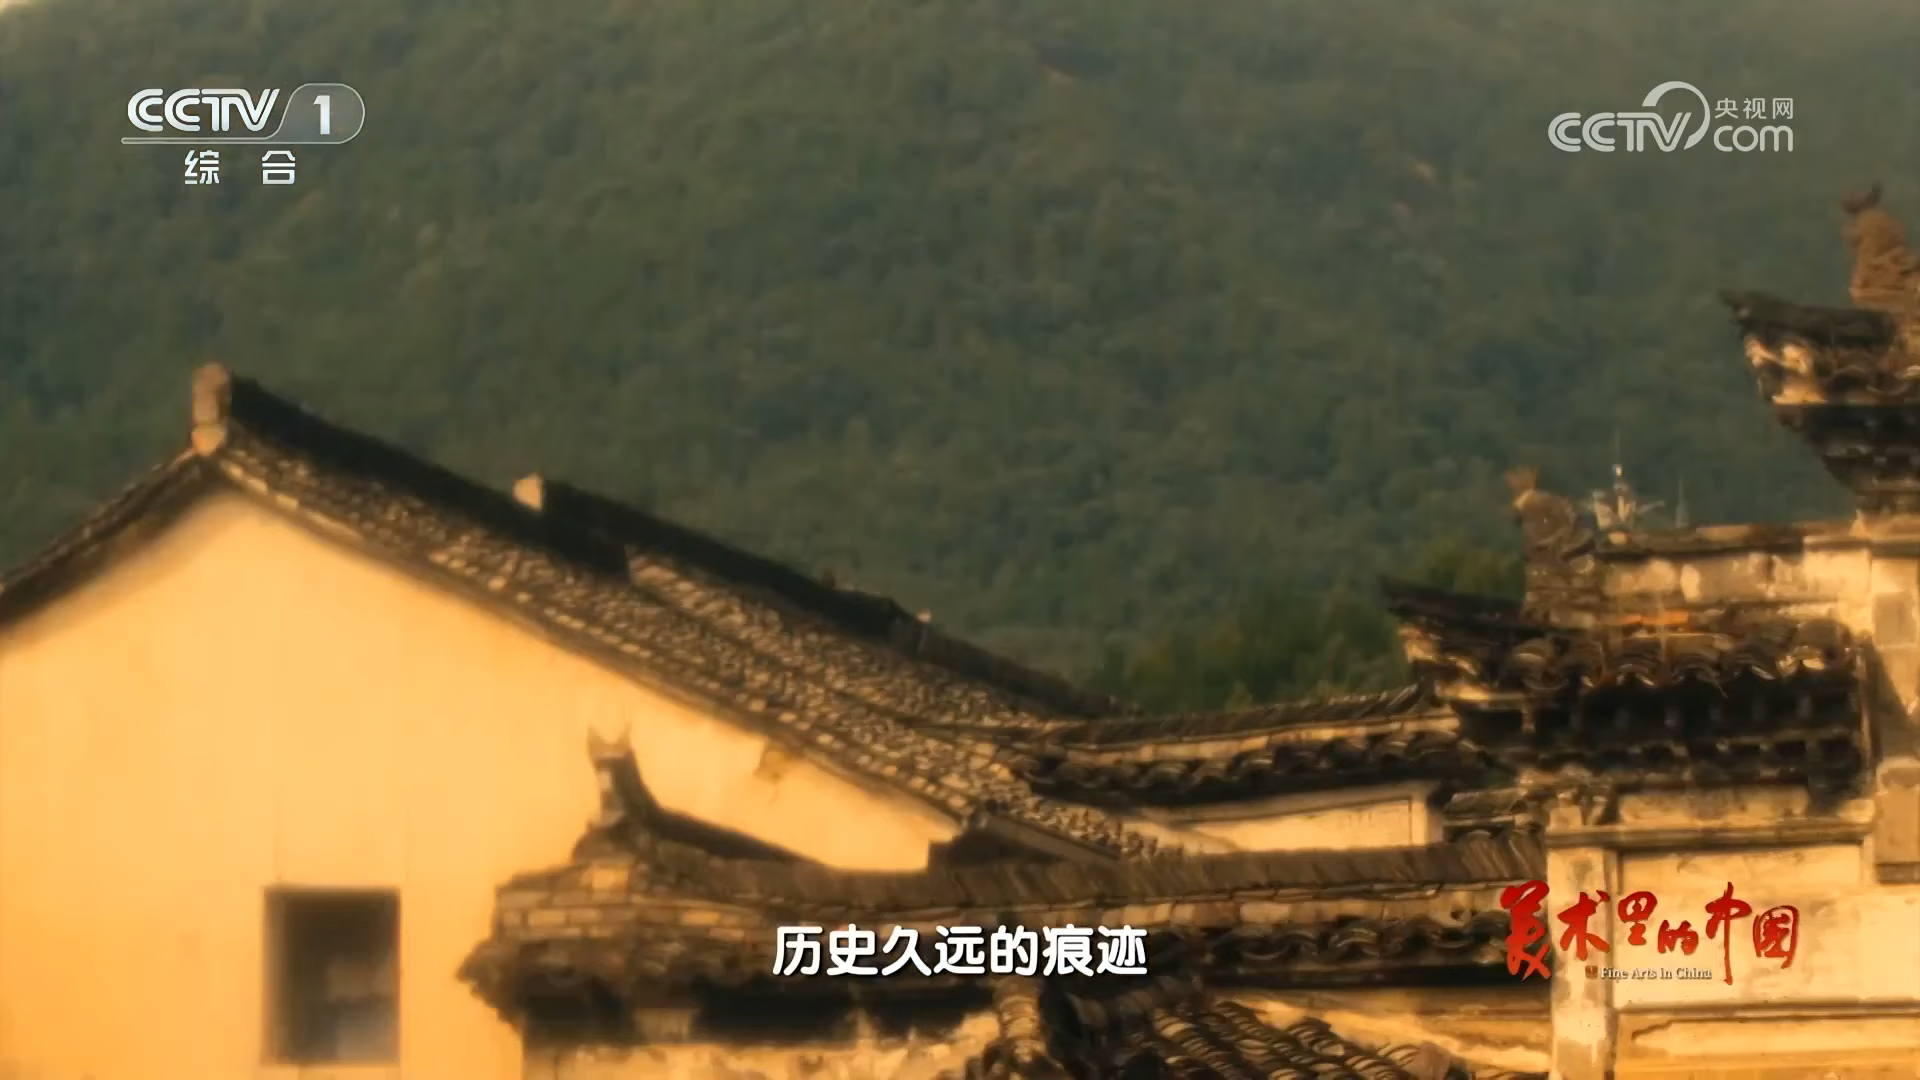 CCTV 1
综 合
央视网
CCTV com
历史久远的痕迹
美术里的中国
Fine Arts in China